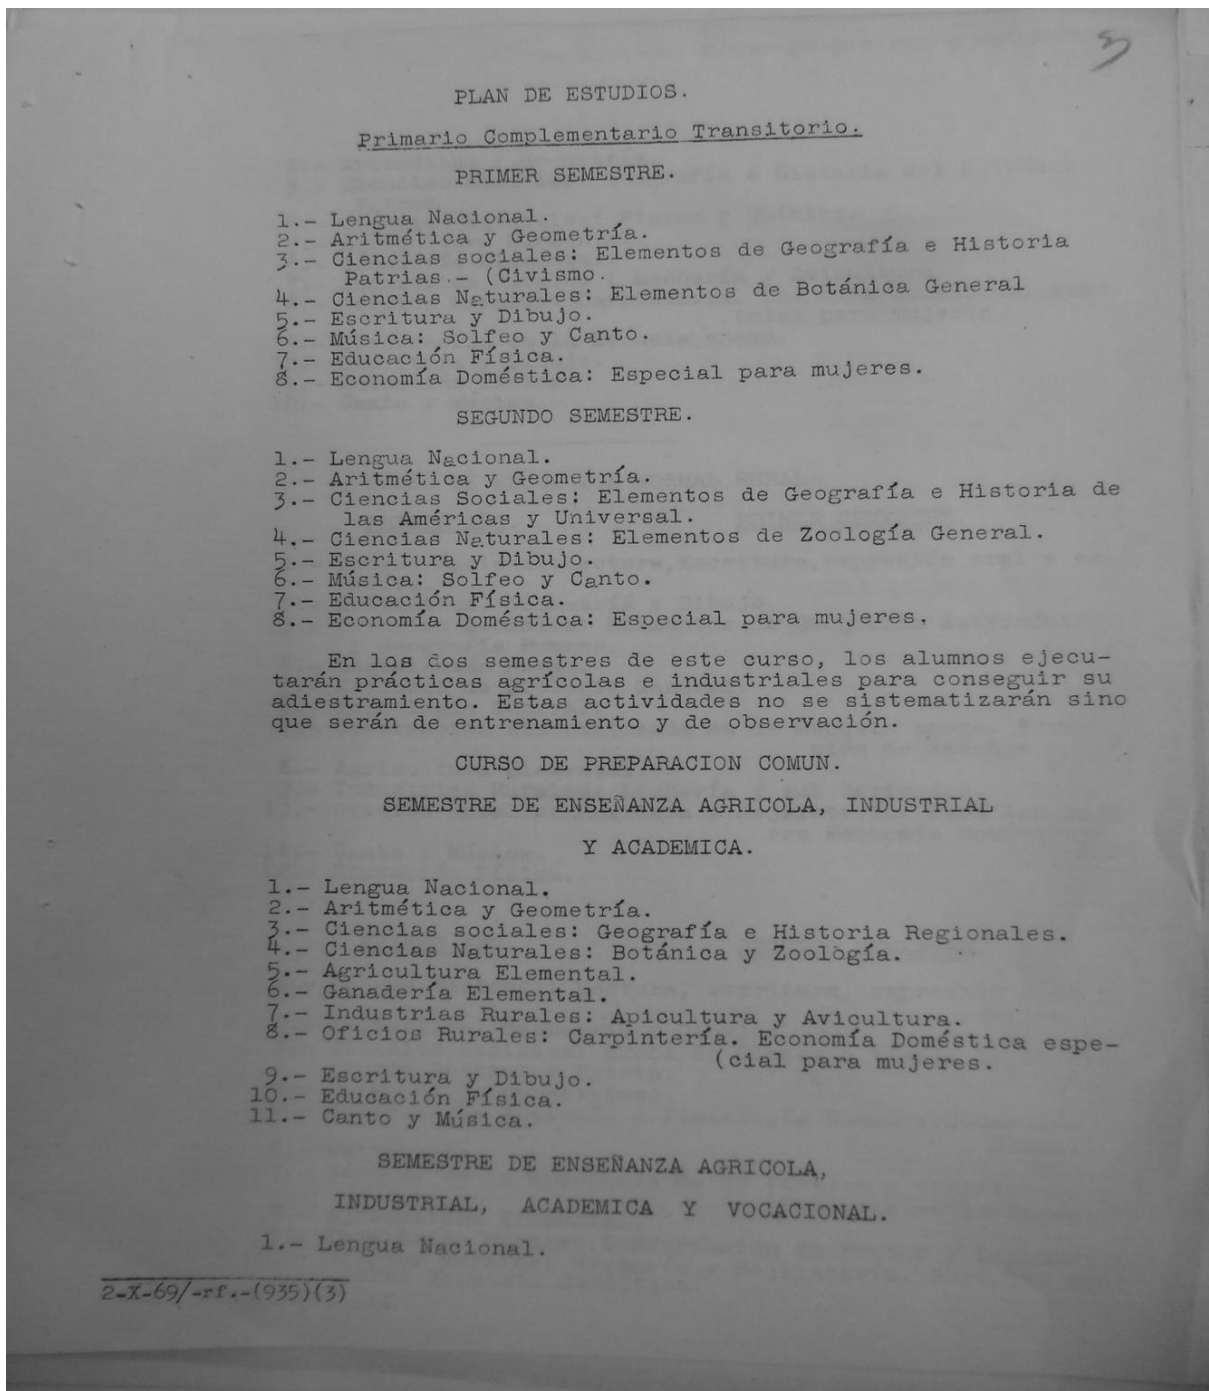 3
PLAN DE ESTUDIOS.
Primario Complementario Transitorio.
PRIMER SEMESTRE.
1.- Lengua Nacional.
2.- Aritmética y Geometría.
3.- Ciencias sociales: Elementos de Geografía e Historia
Patrias.- (Civismo.
4.- Ciencias Naturales: Elementos de Botánica General
5.- Escritura y Dibujo.
6.- Música: Solfeo y Canto.
7.- Educación Física.
8.- Economía Doméstica: Especial para mujeres.
SEGUNDO SEMESTRE.
1.- Lengua Nacional.
2.- Aritmética y Geometría.
3.- Ciencias Sociales: Elementos de Geografía e Historia de
las Américas y Universal.
4.- Ciencias Naturales: Elementos de Zoología General.
5.- Escritura y Dibujo.
6.- Música: Solfeo y Canto.
7.- Educación Física.
8.- Economía Doméstica: Especial para mujeres.
En los dos semestres de este curso, los alumnos ejecu-
tarán prácticas agrícolas e industriales para conseguir su
adiestramiento. Estas actividades no se sistematizarán sino
que serán de entrenamiento y de observación.
CURSO DE PREPARACION COMUN.
SEMESTRE DE ENSEÑANZA AGRICOLA, INDUSTRIAL
Y ACADEMICA.
1.- Lengua Nacional.
2.- Aritmética y Geometría.
3.- Ciencias sociales: Geografía e Historia Regionales.
4.- Ciencias Naturales: Botánica y Zoología.
5.- Agricultura Elemental.
6.- Ganadería Elemental.
7.- Industrias Rurales: Apicultura y Avicultura.
8.- Oficios Rurales: Carpintería. Economía Doméstica espe-
(cial para mujeres.
9.- Escritura y Dibujo.
10.- Educación Física.
11.- Canto y Música.
SEMESTRE DE ENSEÑANZA AGRICOLA,
INDUSTRIAL, ACADEMICA Y VOCACIONAL.
1.- Lengua Nacional.
2-X-69/-rf.-(935)(3)